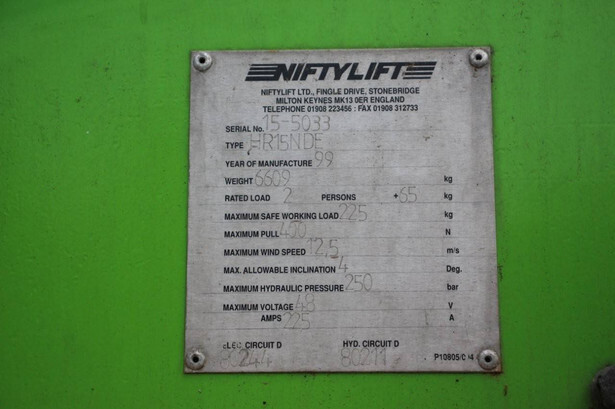 NIFTYLIFT
NIFTYLIFT LTD., FINGLE DRIVE, STONEBRIDGE
MILTON KEYNES MK13 0ER ENGLAND
TELEPHONE 01908 223456 : FAX 01908 312733
SERIAL No. 15-5033
TYPE HR15NDE
YEAR OF MANUFACTURE 99
WEIGHT 6609 kg
RATED LOAD 2 PERSONS +65 kg
MAXIMUM SAFE WORKING LOAD 225 kg
MAXIMUM PULL 400 N
MAXIMUM WIND SPEED 12,5 m/s
MAX. ALLOWABLE INCLINATION 4 Deg.
MAXIMUM HYDRAULIC PRESSURE 250 bar
MAXIMUM VOLTAGE 48 V
AMPS 225 A
ELEC. CIRCUIT D HYD. CIRCUIT D
80211